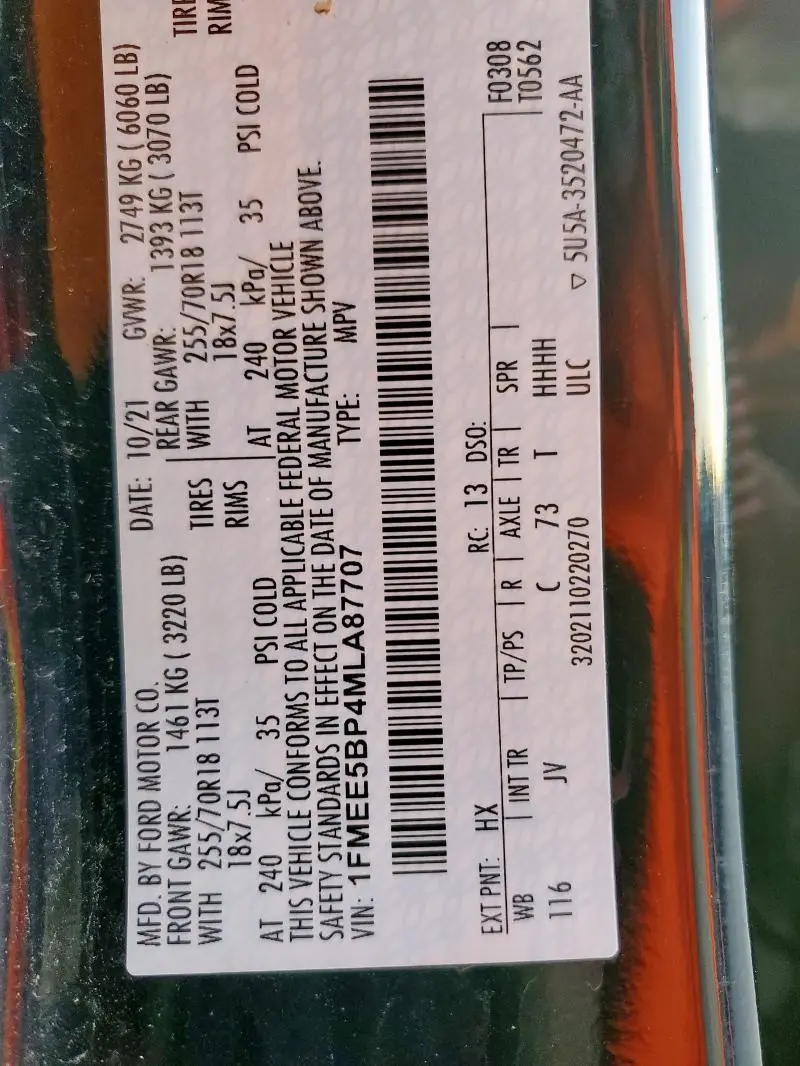 MFD. BY FORD MOTOR CO. DATE: 10/21 GVWR: 2749 KG ( 6060 LB)
FRONT GAWR: 1461 KG ( 3220 LB) REAR GAWR: 1393 KG ( 3070 LB)
WITH 255/70R18 113T TIRES WITH 255/70R18 113T TIRE
18x7.5J RIMS 18x7.5J RIM
AT 240 kPa/ 35 PSI COLD AT 240 kPa/ 35 PSI COLD
THIS VEHICLE CONFORMS TO ALL APPLICABLE FEDERAL MOTOR VEHICLE
SAFETY STANDARDS IN EFFECT ON THE DATE OF MANUFACTURE SHOWN ABOVE.
VIN: 1FMEE5BP4MLA87707 TYPE: MPV
EXT PNT: HX RC: 13 DSO: F0308
WB INT TR TP/PS R AXLE TR SPR T0562
116 JV C 73 T HHHH
3202110220270 ULC ▽ 5U5A-3520472-AA